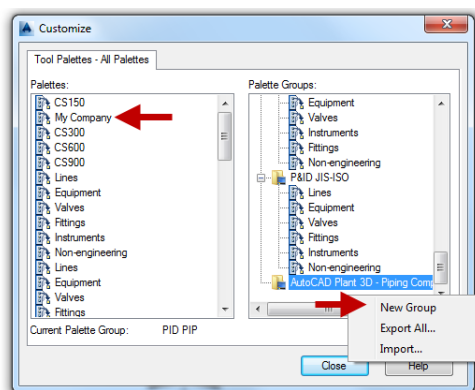 Customize
Tool Palettes - All Palettes
Palettes:
CS150
My Company
CS300
CS600
CS900
Lines
Equipment
Valves
Fittings
Instruments
Non-engineering
Lines
Equipment
Valves
Fittings
Palette Groups:
Equipment
Valves
Instruments
Fittings
Non-engineering
P&ID JIS-ISO
Lines
Equipment
Valves
Fittings
Instruments
Non-engineering
AutoCAD Plant 3D - Piping Comp
New Group
Export All...
Import...
Current Palette Group: PID PIP
Close
Help